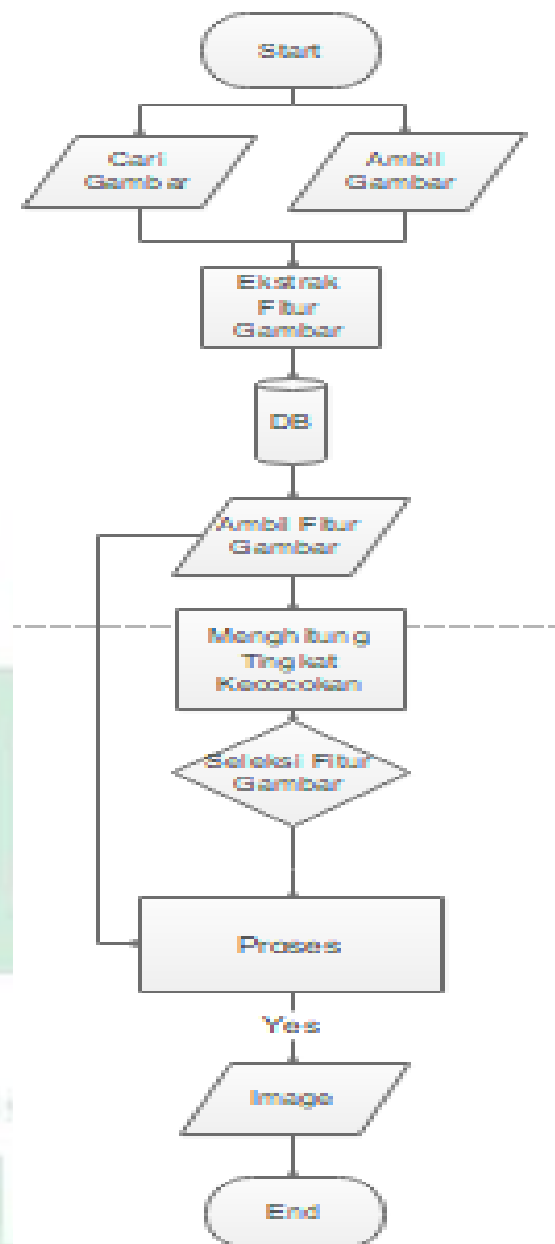 Start
Cari
Gambar
Ambil
Gambar
Ekstrak
Fitur
Gambar
DB
Ambil Fitur
Gambar
Menghitung
Tingkat
Kecocokan
Seleksi Fitur
Gambar
Proses
Yes
Image
End